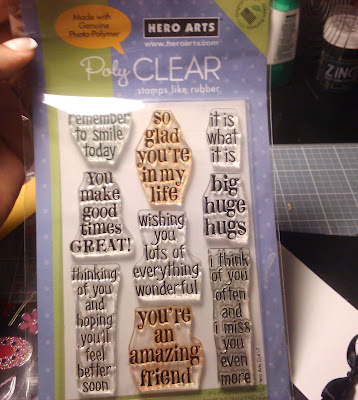 Made with
Genuine
Photo-Polymer
HERO ARTS
www.heroarts.com
Poly CLEAR
stamps like rubber
remember
to smile
today
so
glad
you're
in my
life
it is
what
it is
you
make
good
times
GREAT!
big
huge
hugs
wishing
you
lots of
everything
wonderful
thinking
of you
and
hoping
you'll
feel
better
soon
you're
an
amazing
friend
i think
of you
often
and i
miss
you
even
more
ZINC